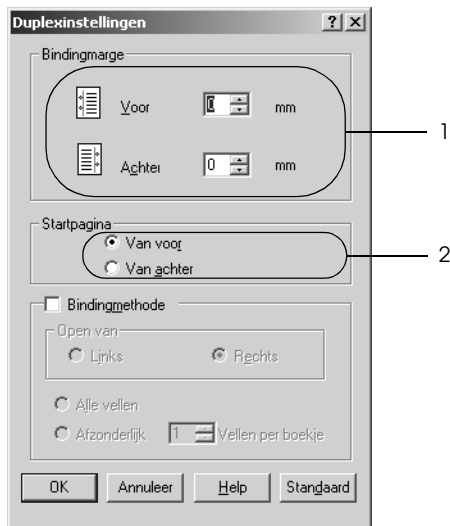 Duplexinstellingen
Bindingmarge
Voor 0 mm
1
Achter 0 mm
Startpagina
Van voor
Van achter
2
Bindingmethode
Open van
Links Rechts
Alle vellen
Afzonderlijk 1 Vellen per boekje
OK Annuleer Help Standaard